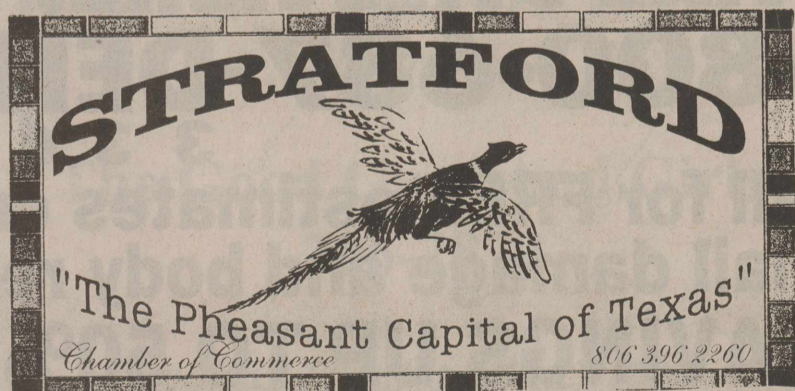 STRATFORD
"The Pheasant Capital of Texas"
Chamber of Commerce 806 396 2260